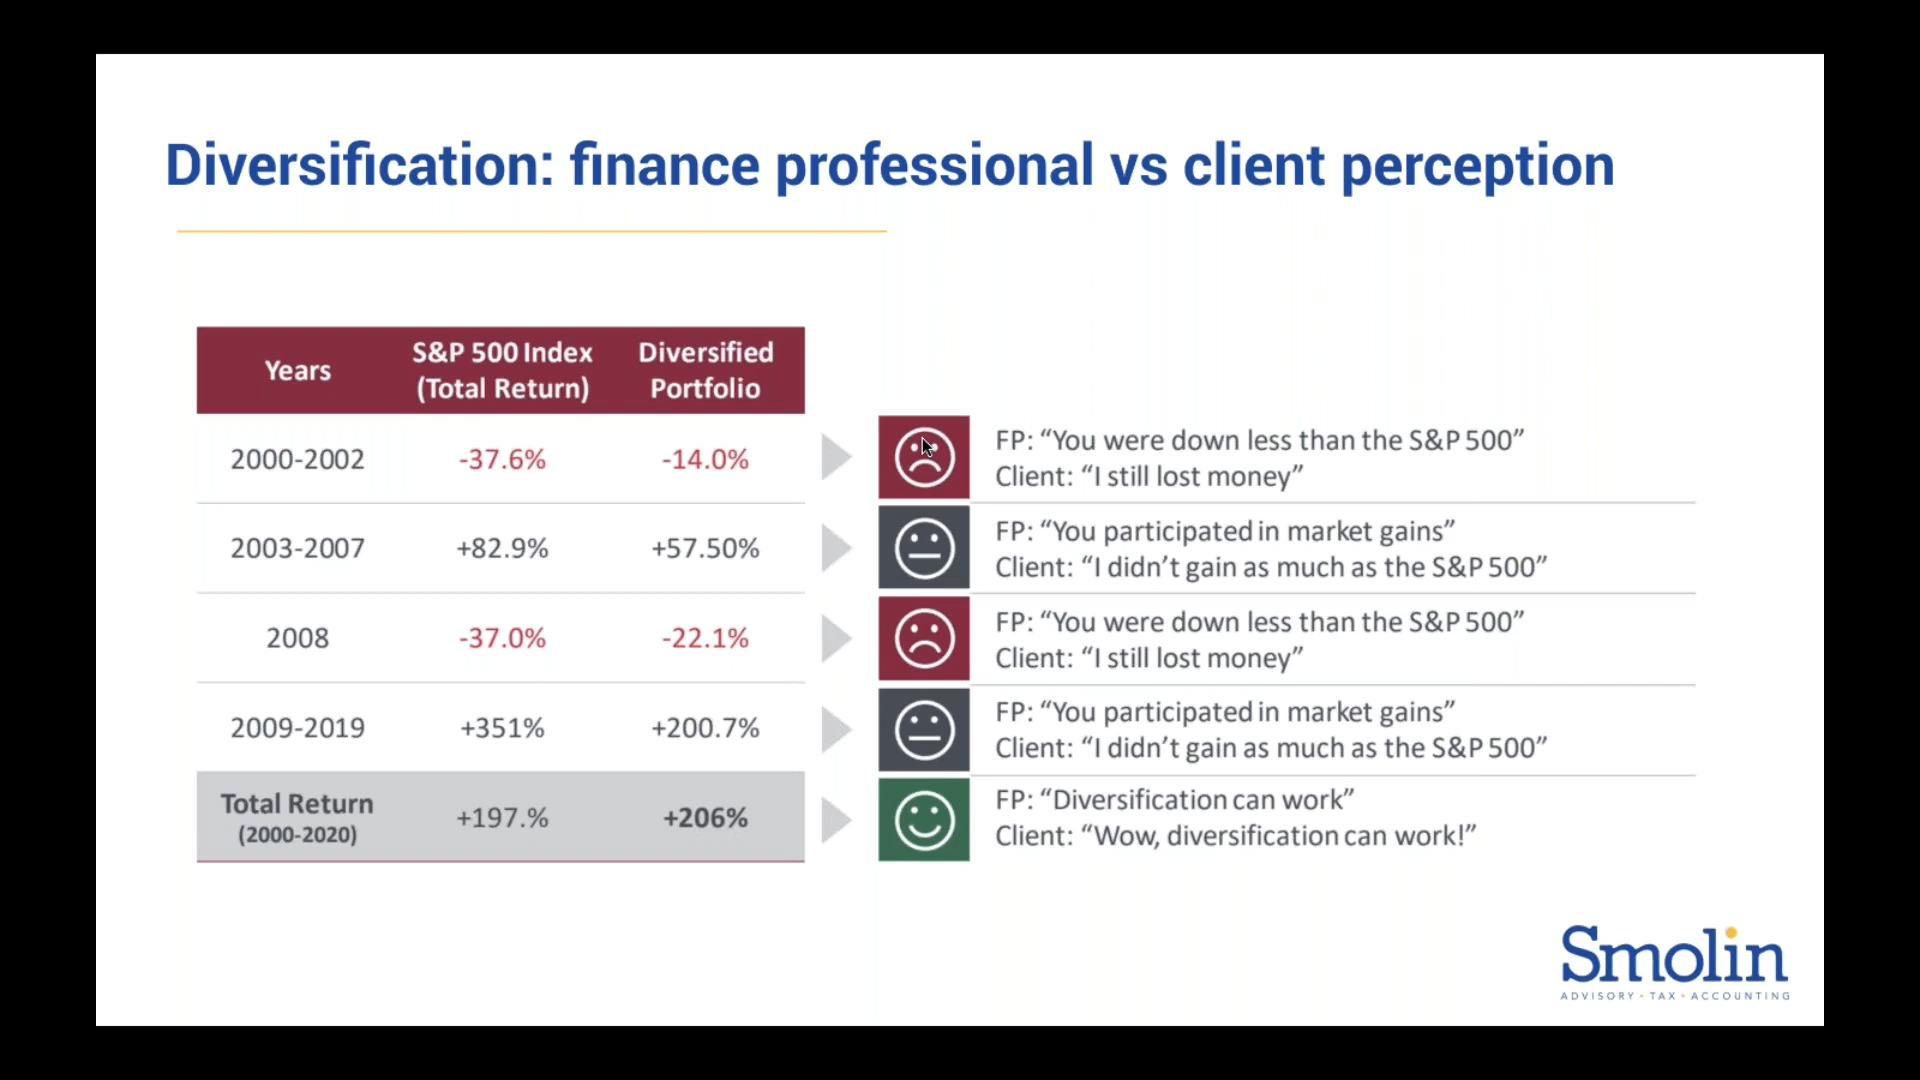 Diversification: finance professional vs client perception
Years
S&P 500 Index
(Total Return)
Diversified
Portfolio
2000-2002 -37.6% -14.0%
FP: “You were down less than the S&P 500”
Client: “I still lost money”
2003-2007 +82.9% +57.50%
FP: “You participated in market gains”
Client: “I didn’t gain as much as the S&P 500”
2008 -37.0% -22.1%
FP: “You were down less than the S&P 500”
Client: “I still lost money”
2009-2019 +351% +200.7%
FP: “You participated in market gains”
Client: “I didn’t gain as much as the S&P 500”
Total Return
(2000-2020)
+197.% +206%
FP: “Diversification can work”
Client: “Wow, diversification can work!”
Smolin
ADVISORY • TAX • ACCOUNTING